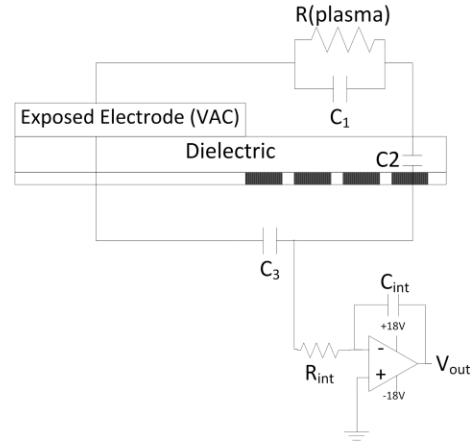 R(plasma)
C1
Exposed Electrode (VAC)
Dielectric
C2
C3
Cint
+18V
-
+
Rint
Vout
-18V